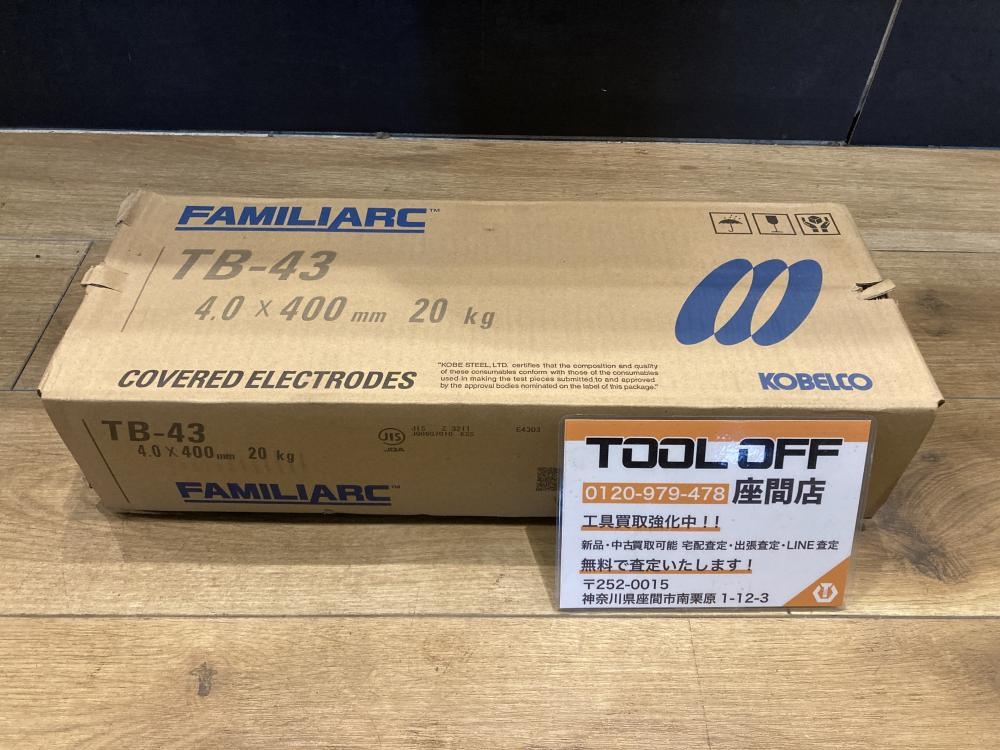 FAMILIARC™
TB-43
4.0 × 400 mm 20 kg
COVERED ELECTRODES
"KOBE STEEL, LTD. certifies that the composition and quality
of these consumables conform with those of the consumables
used in making the test pieces submitted to and approved
by the approval bodies nominated on the label of this package."
KOBELCO
TB-43
4.0 × 400 mm 20 kg
JIS
JQA
JIS Z 3211
E4303
FAMILIARC™
TOOL OFF
0120-979-478 座間店
工具買取強化中!!
新品・中古買取可能 宅配査定・出張査定・LINE査定
無料で査定いたします!
〒252-0015
神奈川県座間市南栗原 1-12-3